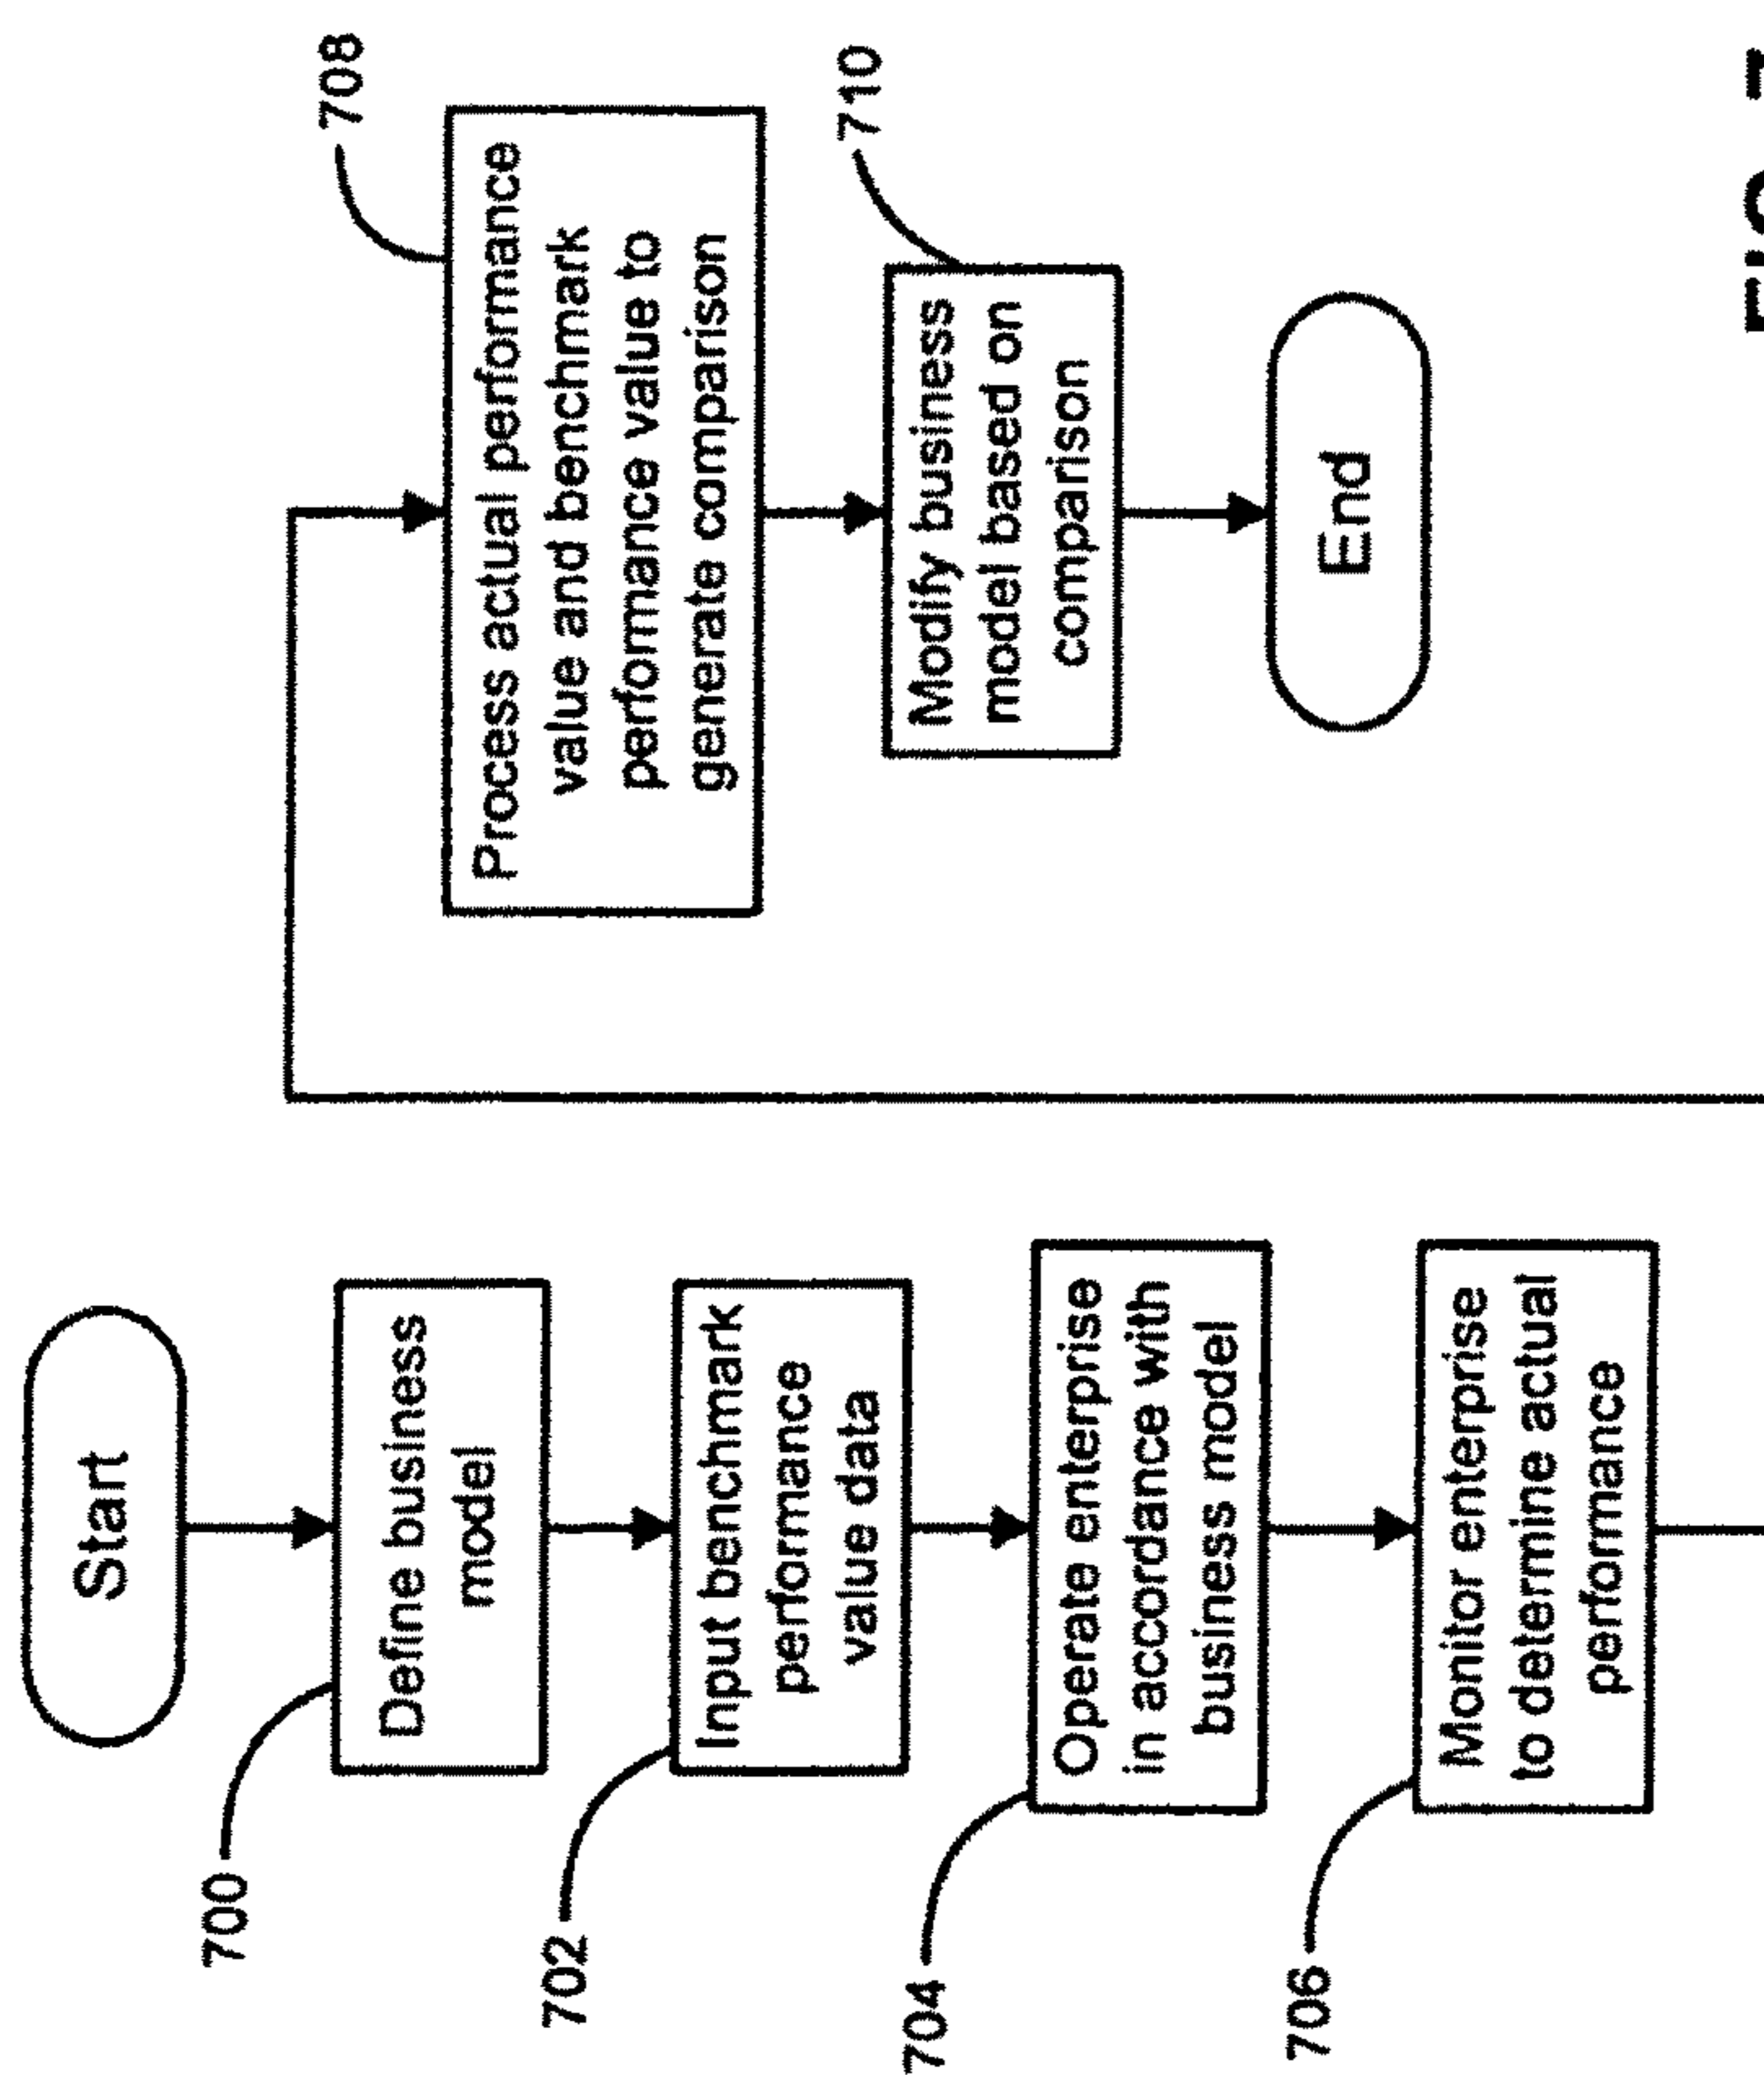 Start
700
Define business
model
702
Input benchmark
performance
value data
704
Operate enterprise
in accordance with
business model
706
Monitor enterprise
to determine actual
performance
708
Process actual performance
value and benchmark
performance value to
generate comparison
710
Modify business
model based on
comparison
End